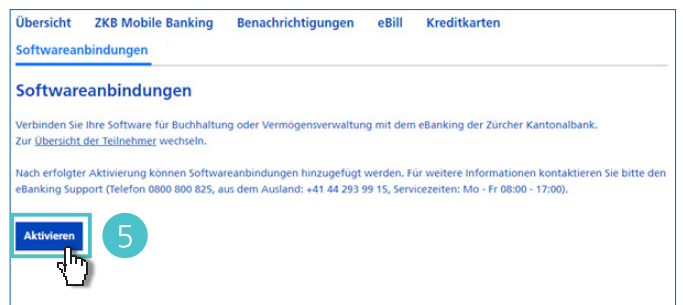 Übersicht ZKB Mobile Banking Benachrichtigungen eBill Kreditkarten
Softwareanbindungen
Softwareanbindungen
Verbinden Sie Ihre Software für Buchhaltung oder Vermögensverwaltung mit dem eBanking der Zürcher Kantonalbank.
Zur Übersicht der Teilnehmer wechseln.
Nach erfolgter Aktivierung können Softwareanbindungen hinzugefügt werden. Für weitere Informationen kontaktieren Sie bitte den
eBanking Support (Telefon 0800 800 825, aus dem Ausland: +41 44 293 99 15, Servicezeiten: Mo - Fr 08:00 - 17:00).
Aktivieren 5